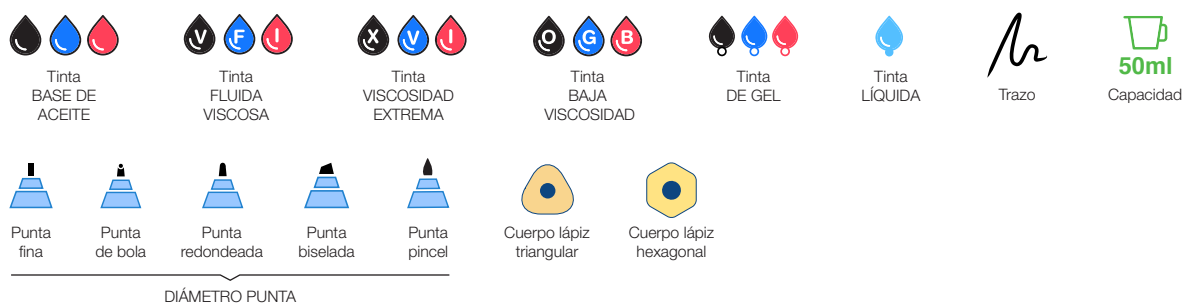 V F I
X V I
O G B
50ml
Tinta
BASE DE
ACEITE
Tinta
FLUIDA
VISCOSA
Tinta
VISCOSIDAD
EXTREMA
Tinta
BAJA
VISCOSIDAD
Tinta
DE GEL
Tinta
LÍQUIDA
Trazo
Capacidad
Punta
fina
Punta
de bola
Punta
redondeada
Punta
biselada
Punta
pincel
Cuerpo lápiz
triangular
Cuerpo lápiz
hexagonal
DIÁMETRO PUNTA